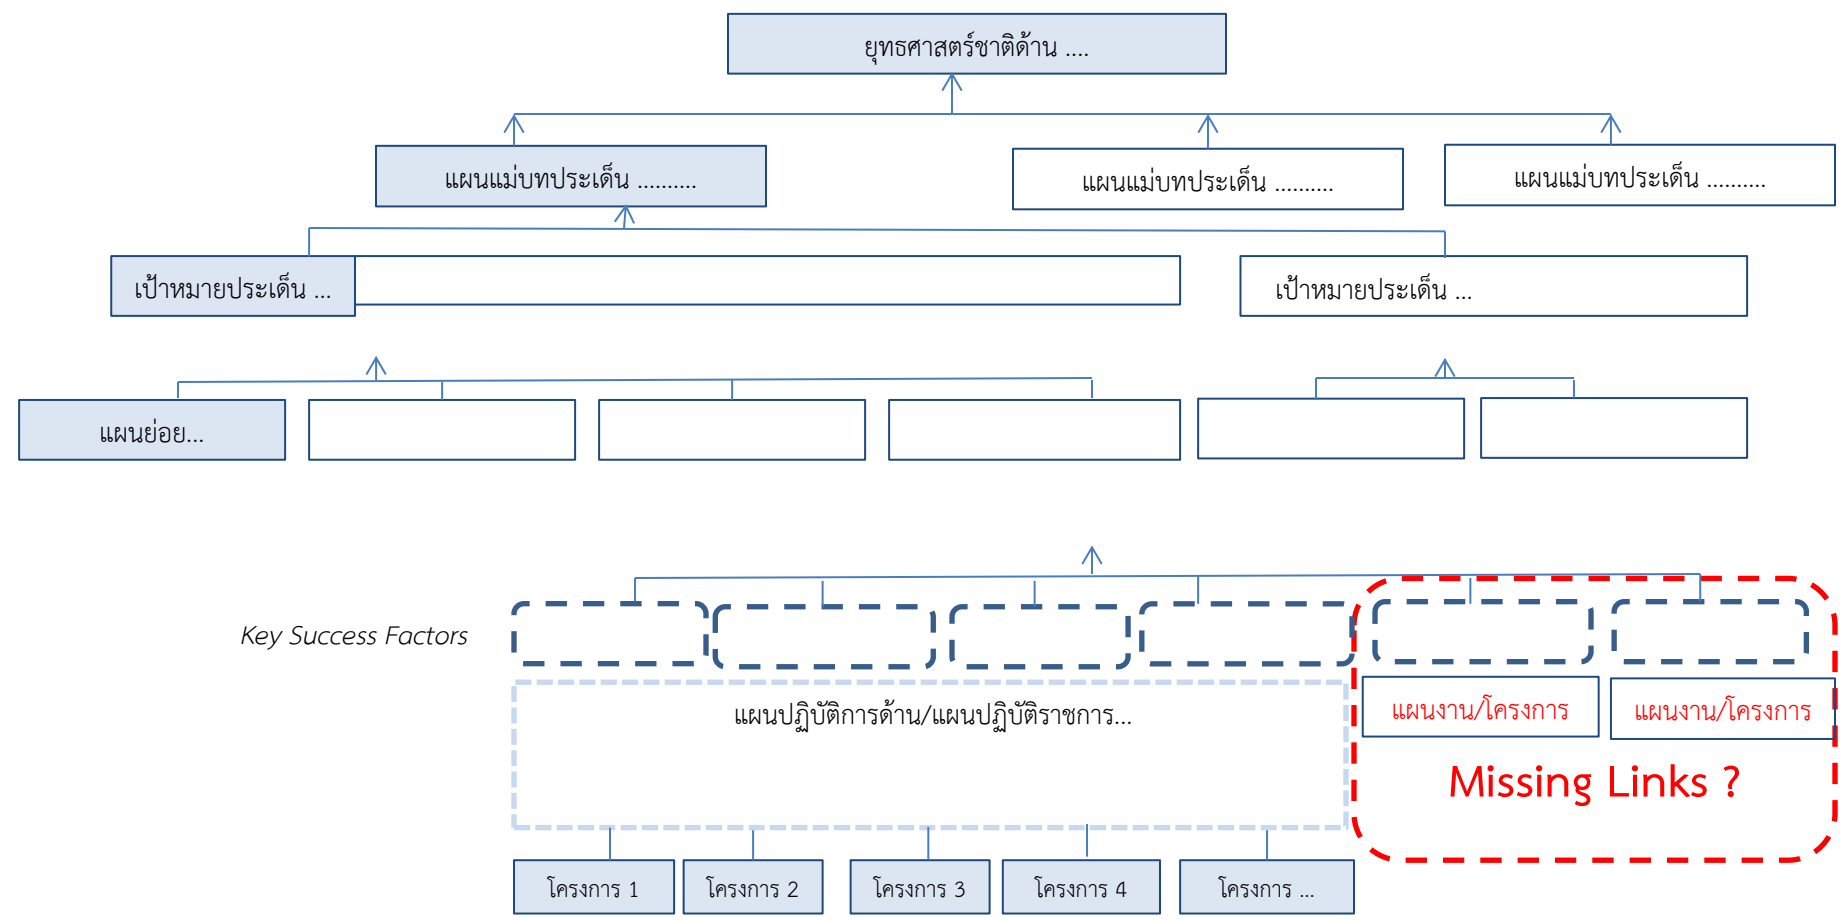 ยุทธศาสตร์ชาติด้าน ....
แผนแม่บทประเด็น ..........
แผนแม่บทประเด็น ..........
แผนแม่บทประเด็น ..........
เป้าหมายประเด็น ...
เป้าหมายประเด็น ...
แผนย่อย...
Key Success Factors
แผนปฏิบัติการด้าน/แผนปฏิบัติราชการ...
แผนงาน/โครงการ
แผนงาน/โครงการ
Missing Links ?
โครงการ 1
โครงการ 2
โครงการ 3
โครงการ 4
โครงการ ...